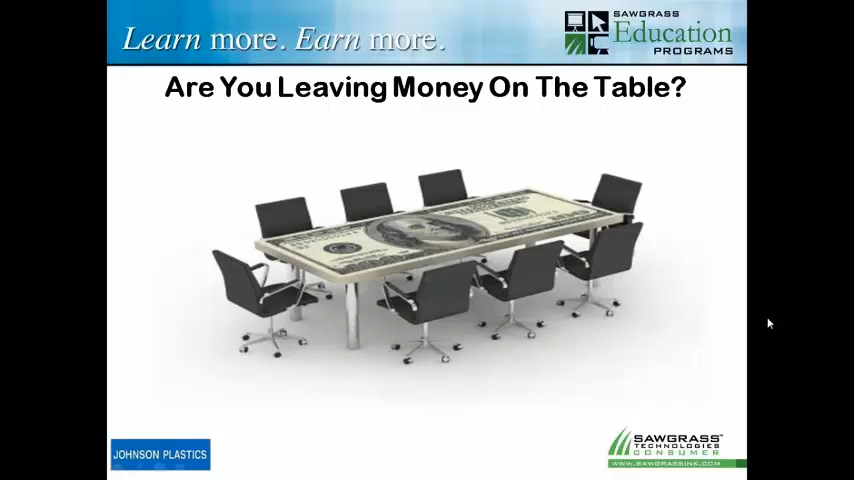 Learn more. Earn more.
SAWGRASS
Education
PROGRAMS
Are You Leaving Money On The Table?
JOHNSON PLASTICS
SAWGRASS
TECHNOLOGIES
CONSUMER
WWW.SAWGRASSINK.COM